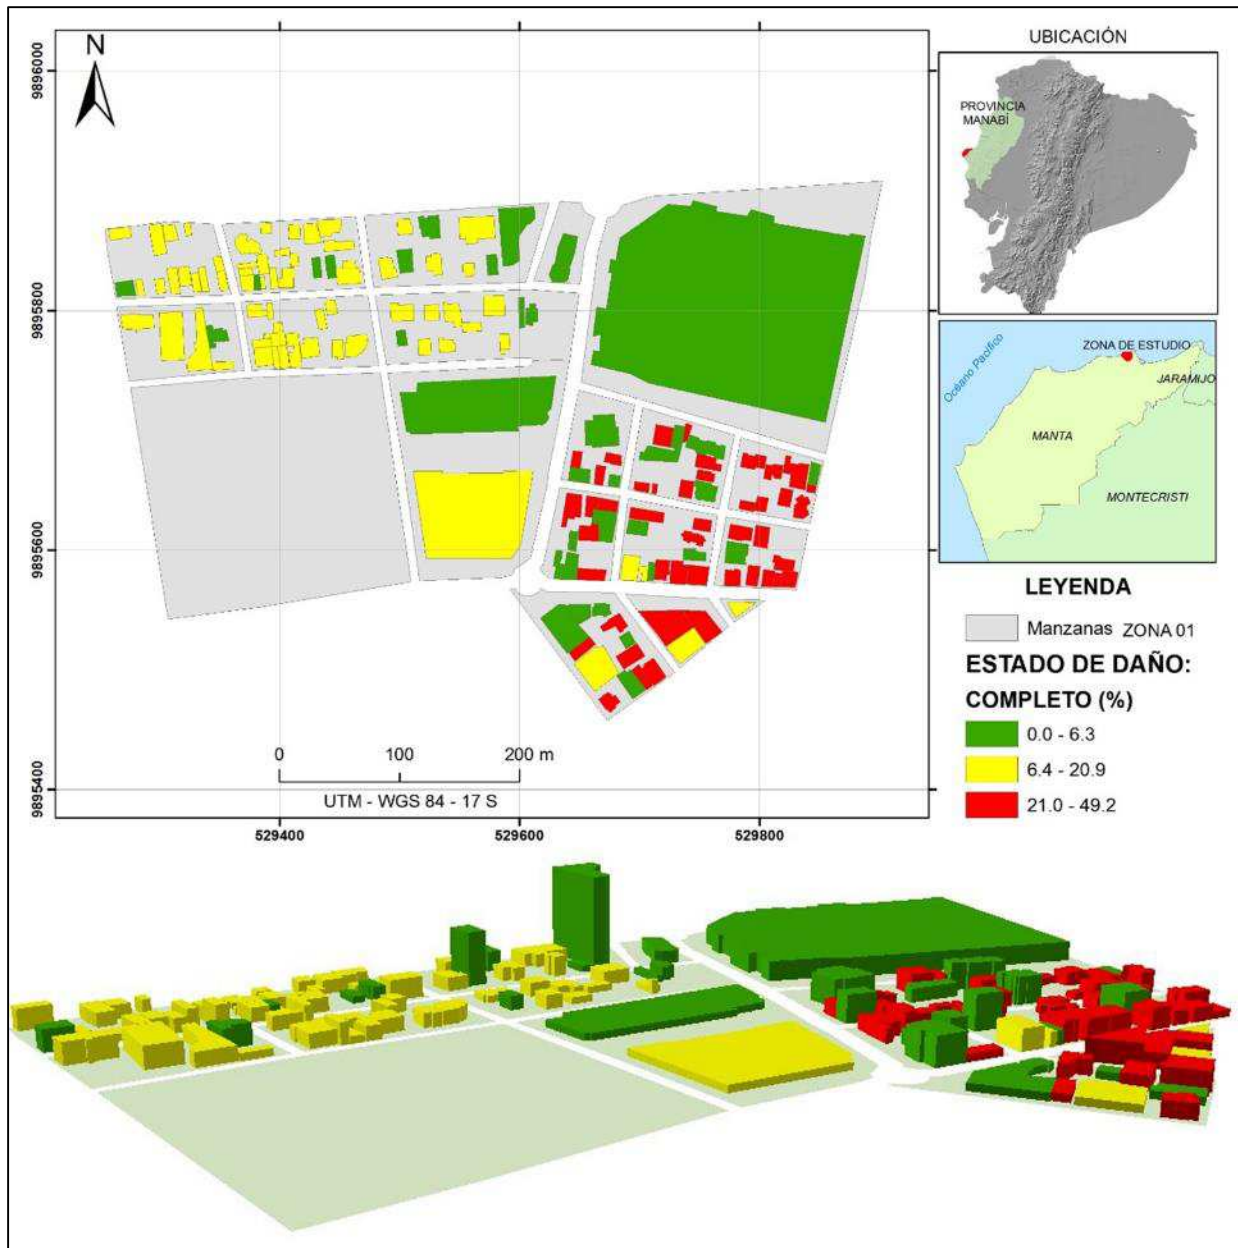 N
9896000
9895800
9895600
9895400
0 100 200 m
UTM - WGS 84 - 17 S
529400 529600 529800
UBICACIÓN
PROVINCIA
MANABÍ
Océano Pacífico
ZONA DE ESTUDIO
JARAMIJO
MANTA
MONTECRISTI
LEYENDA
Manzanas ZONA 01
ESTADO DE DAÑO:
COMPLETO (%)
0.0 - 6.3
6.4 - 20.9
21.0 - 49.2